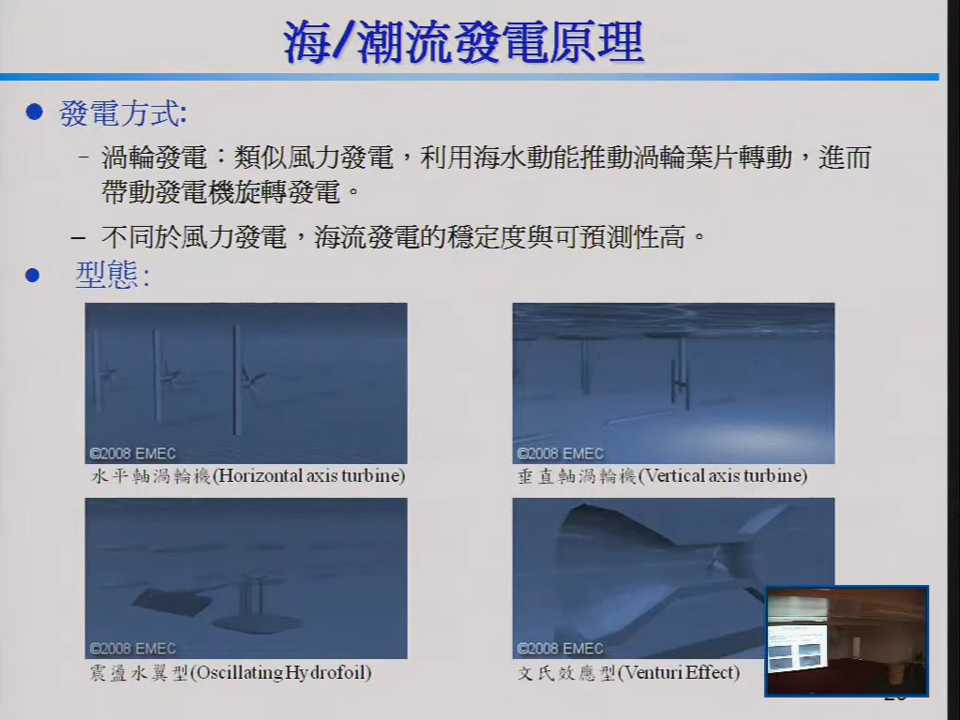 海/潮流發電原理
發電方式:
– 渦輪發電：類似風力發電，利用海水動能推動渦輪葉片轉動，進而
帶動發電機旋轉發電。
– 不同於風力發電，海流發電的穩定度與可預測性高。
型態:
©2008 EMEC
©2008 EMEC
水平軸渦輪機(Horizontal axis turbine)
垂直軸渦輪機(Vertical axis turbine)
©2008 EMEC
©2008 EMEC
震盪水翼型(Oscillating Hydrofoil)
文氏效應型(Venturi Effect)